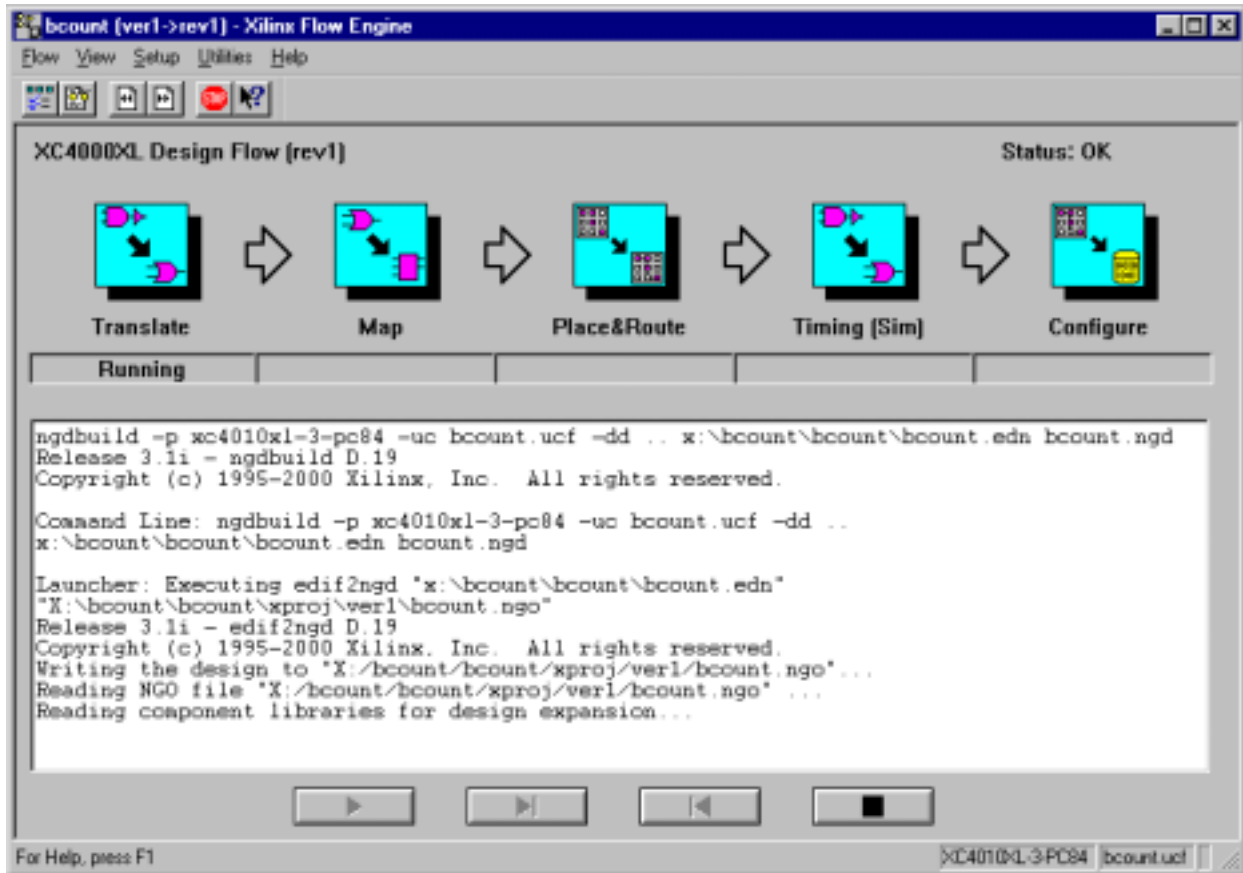 bcount (ver1->rev1) - Xilinx Flow Engine
Flow View Setup Utilities Help
STOP
XC4000XL Design Flow (rev1) Status: OK
Translate Map Place&Route Timing (Sim) Configure
Running
ngdbuild -p xc4010xl-3-pc84 -uc bcount.ucf -dd .. x:\bcount\bcount\bcount.edn bcount.ngd
Release 3.1i - ngdbuild D.19
Copyright (c) 1995-2000 Xilinx, Inc. All rights reserved.
Command Line: ngdbuild -p xc4010xl-3-pc84 -uc bcount.ucf -dd ..
x:\bcount\bcount\bcount.edn bcount.ngd
Launcher: Executing edif2ngd "x:\bcount\bcount\bcount.edn"
"X:\bcount\bcount\xproj\ver1\bcount.ngo"
Release 3.1i - edif2ngd D.19
Copyright (c) 1995-2000 Xilinx, Inc. All rights reserved.
Writing the design to "X:/bcount/bcount/xproj/ver1/bcount.ngo"...
Reading NGO file "X:/bcount/bcount/xproj/ver1/bcount.ngo" ...
Reading component libraries for design expansion...
For Help, press F1 XC4010XL-3-PC84 bcount.ucf